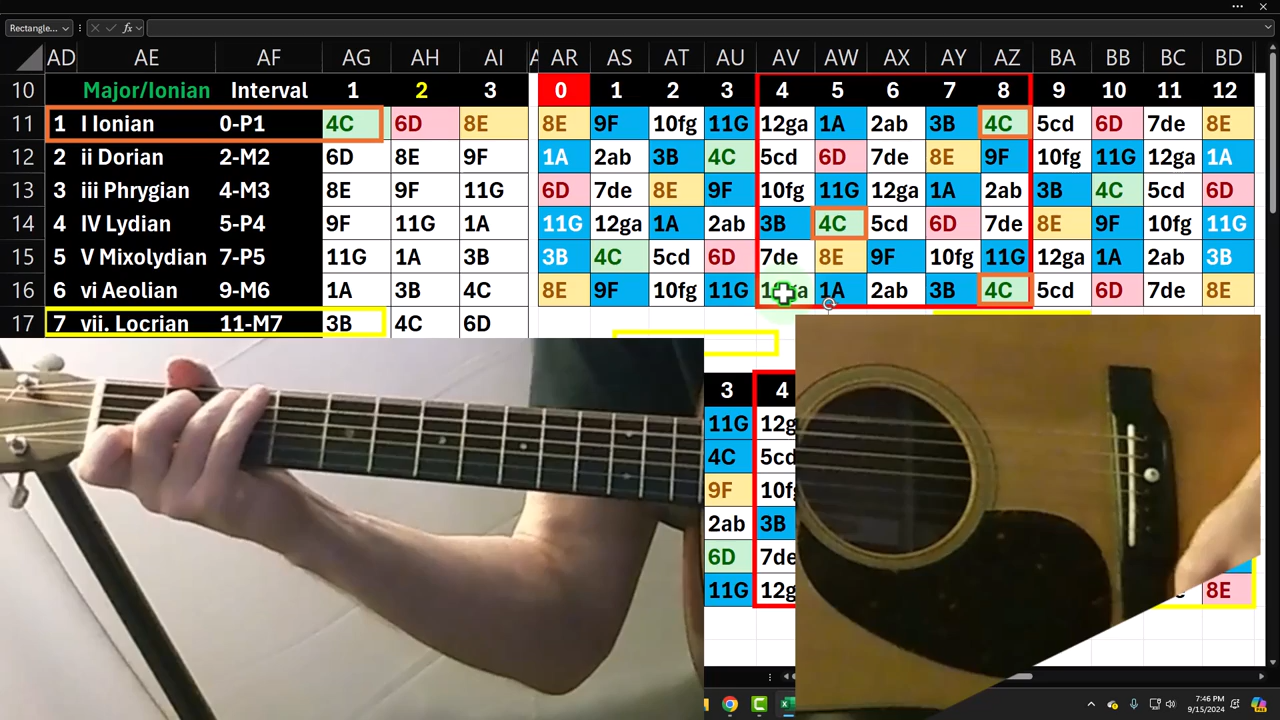 Rectangle...
fx
AD AE AF AG AH AI A AR AS AT AU AV AW AX AY AZ BA BB BC BD
10 Major/Ionian Interval 1 2 3 0 1 2 3 4 5 6 7 8 9 10 11 12
11 1 I Ionian 0-P1 4C 6D 8E 8E 9F 10fg 11G 12ga 1A 2ab 3B 4C 5cd 6D 7de 8E
12 2 ii Dorian 2-M2 6D 8E 9F 1A 2ab 3B 4C 5cd 6D 7de 8E 9F 10fg 11G 12ga 1A
13 3 iii Phrygian 4-M3 8E 9F 11G 6D 7de 8E 9F 10fg 11G 12ga 1A 2ab 3B 4C 5cd 6D
14 4 IV Lydian 5-P4 9F 11G 1A 11G 12ga 1A 2ab 3B 4C 5cd 6D 7de 8E 9F 10fg 11G
15 5 V Mixolydian 7-P5 11G 1A 3B 3B 4C 5cd 6D 7de 8E 9F 10fg 11G 12ga 1A 2ab 3B
16 6 vi Aeolian 9-M6 1A 3B 4C 8E 9F 10fg 11G 1A 2ab 3B 4C 5cd 6D 7de 8E
17 7 vii. Locrian 11-M7 3B 4C 6D
3 4
11G 12g
4C 5cd
9F 10f
2ab 3B
6D 7de
11G 12g 8E
7:46 PM
9/15/2024